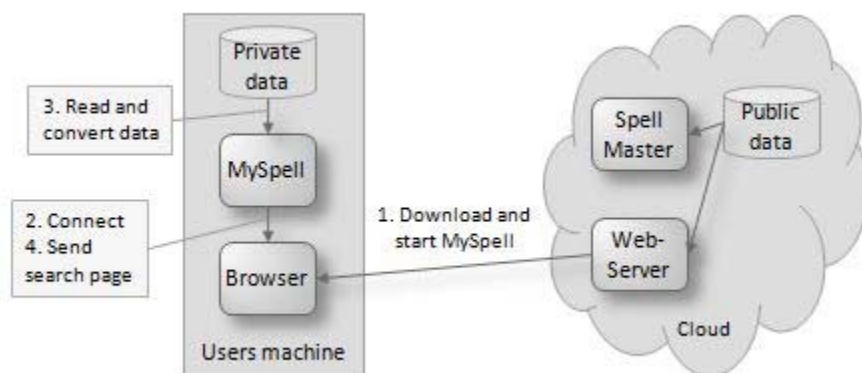 Private
data
3. Read and
convert data
MySpell
2. Connect
4. Send
search page
Browser
Users machine
1. Download and
start MySpell
Spell
Master
Public
data
Web-
Server
Cloud